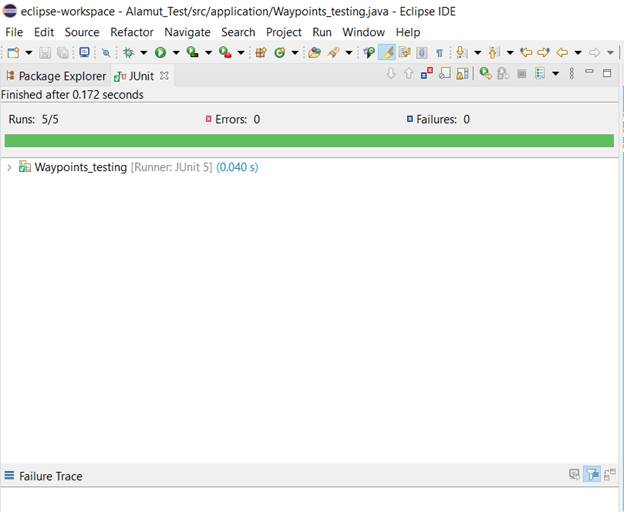 eclipse-workspace - Alamut_Test/src/application/Waypoints_testing.java - Eclipse IDE
File Edit Source Refactor Navigate Search Project Run Window Help
Package Explorer JUnit
Finished after 0.172 seconds
Runs: 5/5 Errors: 0 Failures: 0
Waypoints_testing [Runner: JUnit 5] (0.040 s)
Failure Trace